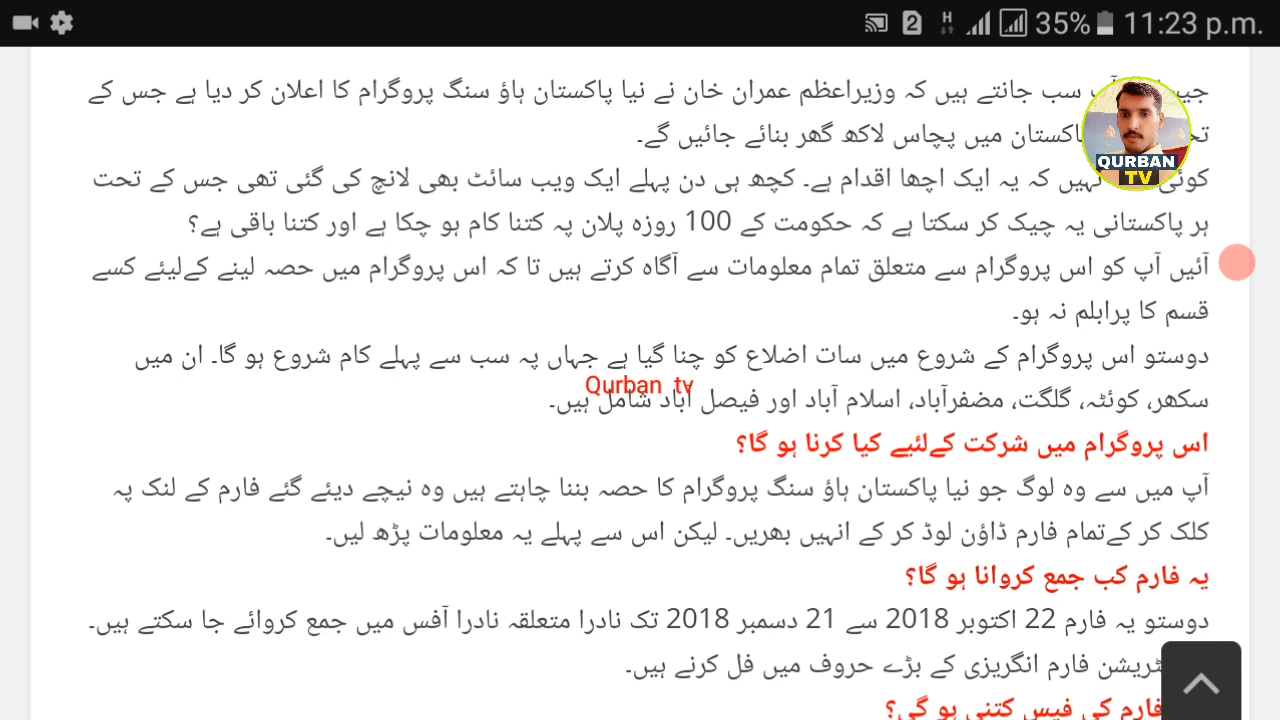 35% 11:23 p.m.
سب جانتے ہیں کہ وزیراعظم عمران خان نے نیا پاکستان ہاؤ سنگ پروگرام کا اعلان کر دیا ہے جس کے
میں پچاس لاکھ گھر بنائے جائیں گے۔
نہیں کہ یہ ایک اچھا اقدام ہے۔ کچھ ہی دن پہلے ایک ویب سائٹ بھی لانچ کی گئی تھی جس کے تحت
ہر پاکستانی یہ چیک کر سکتا ہے کہ حکومت کے 100 روزہ پلان پہ کتنا کام ہو چکا ہے اور کتنا باقی ہے؟
آئیں آپ کو اس پروگرام سے متعلق تمام معلومات سے آگاہ کرتے ہیں تا کہ اس پروگرام میں حصہ لینے کےلیئے کسے
قسم کا پرابلم نہ ہو۔
دوستو اس پروگرام کے شروع میں سات اضلاع کو چنا گیا ہے جہاں پہ سب سے پہلے کام شروع ہو گا۔ ان میں
سکھر، کوئٹہ، گلگت، مضفرآباد، اسلام آباد اور فیصل آباد شامل ہیں۔
اس پروگرام میں شرکت کےلئیے کیا کرنا ہو گا؟
آپ میں سے وہ لوگ جو نیا پاکستان ہاؤ سنگ پروگرام کا حصہ بننا چاہتے ہیں وہ نیچے دیئے گئے فارم کے لنک پہ
کلک کر کےتمام فارم ڈاؤن لوڈ کر کے انہیں بھریں۔ لیکن اس سے پہلے یہ معلومات پڑھ لیں۔
یہ فارم کب جمع کروانا ہو گا؟
دوستو یہ فارم 22 اکتوبر 2018 سے 21 دسمبر 2018 تک نادرا متعلقہ نادرا آفس میں جمع کروائے جا سکتے ہیں۔
فارم انگریزی کے بڑے حروف میں فل کرنے ہیں۔
فارم کی فیس کتنی ہو گی؟
QURBAN
TV
Qurban tv